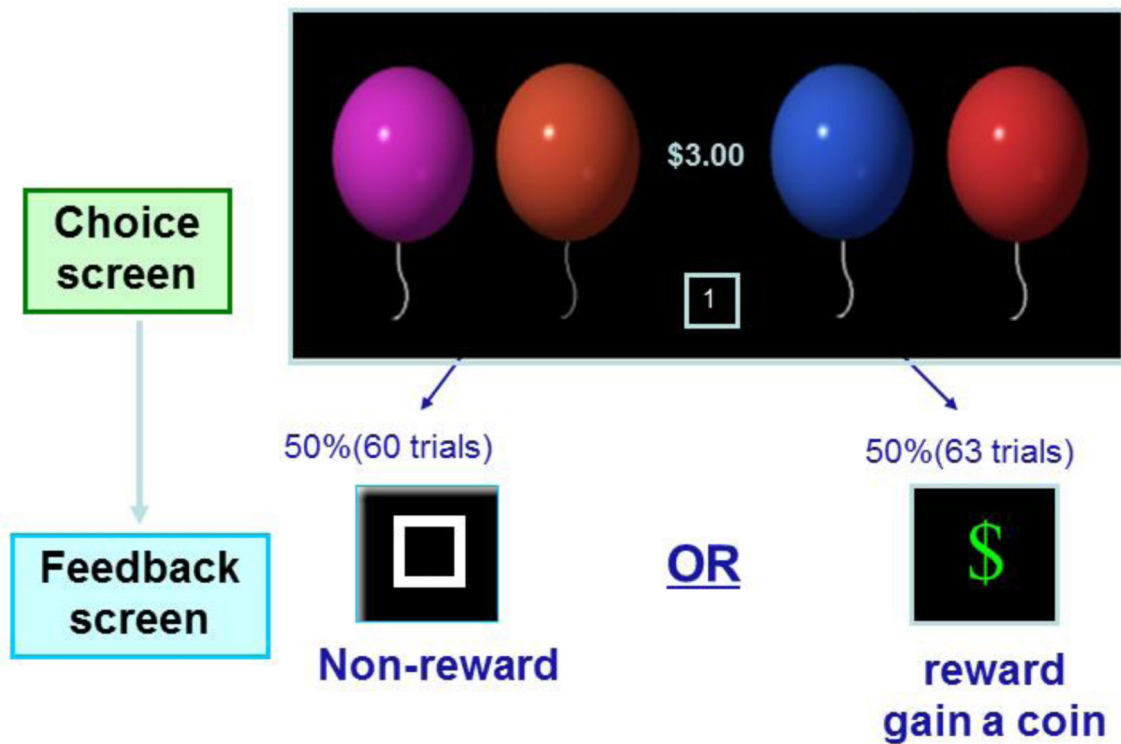 $3.00
Choice
screen
1
50%(60 trials)
50%(63 trials)
$
Feedback
screen
OR
Non-reward
reward
gain a coin